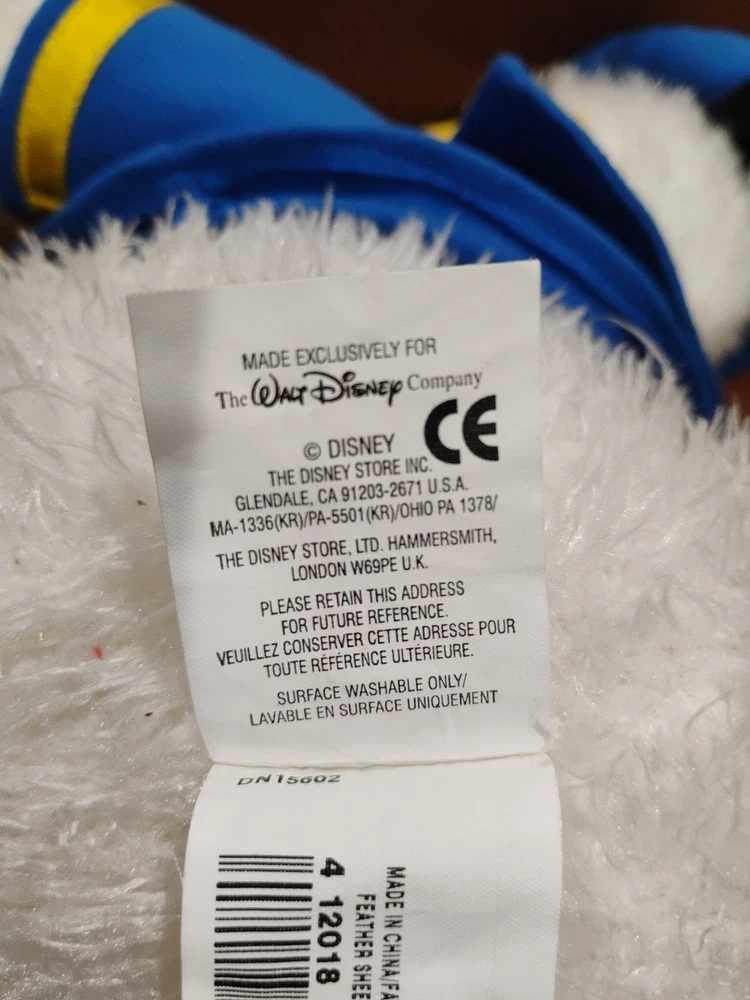 MADE EXCLUSIVELY FOR
The WALT DISNEY Company
CE
© DISNEY
THE DISNEY STORE INC.
GLENDALE, CA 91203-2671 U.S.A.
MA-1336(KR)/PA-5501(KR)/OHIO PA 1378/
THE DISNEY STORE, LTD. HAMMERSMITH,
LONDON W69PE U.K.
PLEASE RETAIN THIS ADDRESS
FOR FUTURE REFERENCE.
VEUILLEZ CONSERVER CETTE ADRESSE POUR
TOUTE RÉFÉRENCE ULTÉRIEURE.
SURFACE WASHABLE ONLY/
LAVABLE EN SURFACE UNIQUEMENT
DN15602
4 12018
MADE IN CHINA/FA
FEATHER SHEE